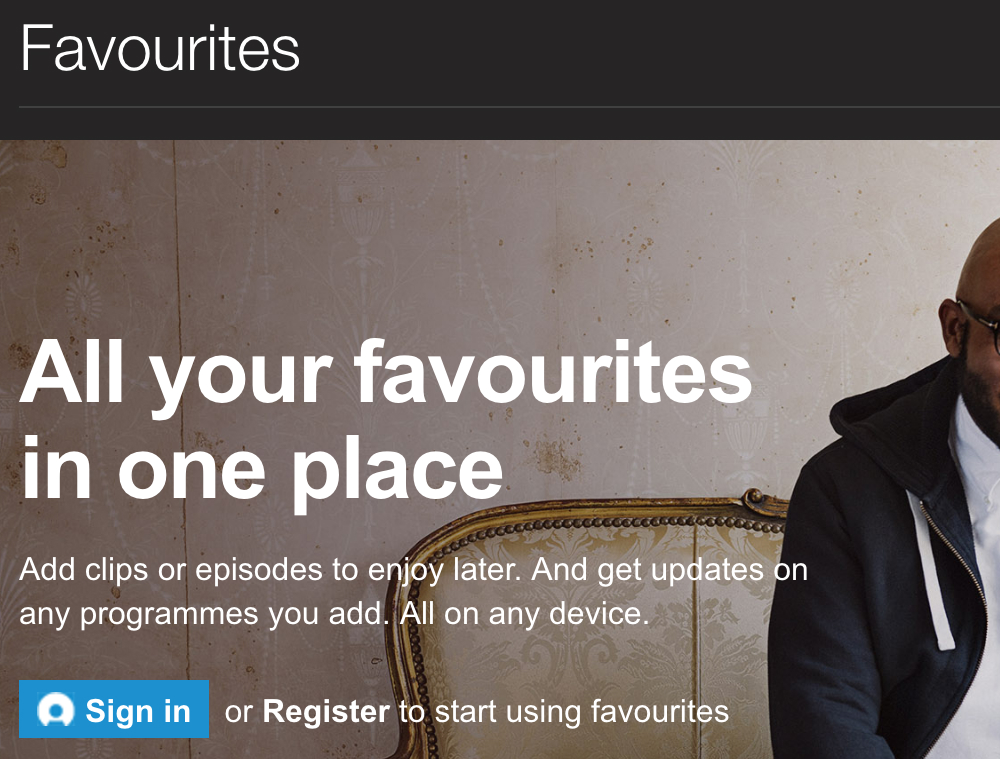 Favourites
All your favourites
in one place
Add clips or episodes to enjoy later. And get updates on
any programmes you add. All on any device.
Sign in or Register to start using favourites